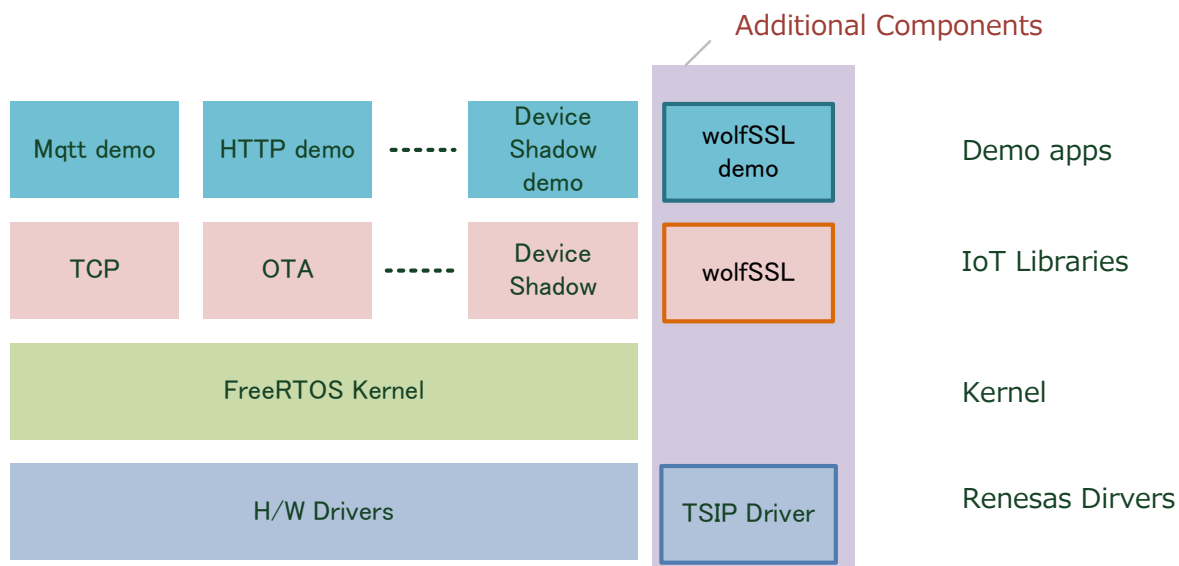 Additional Components
Mqtt demo
HTTP demo
Device
Shadow
demo
wolfSSL
demo
Demo apps
TCP
OTA
Device
Shadow
wolfSSL
IoT Libraries
FreeRTOS Kernel
Kernel
H/W Drivers
TSIP Driver
Renesas Dirvers